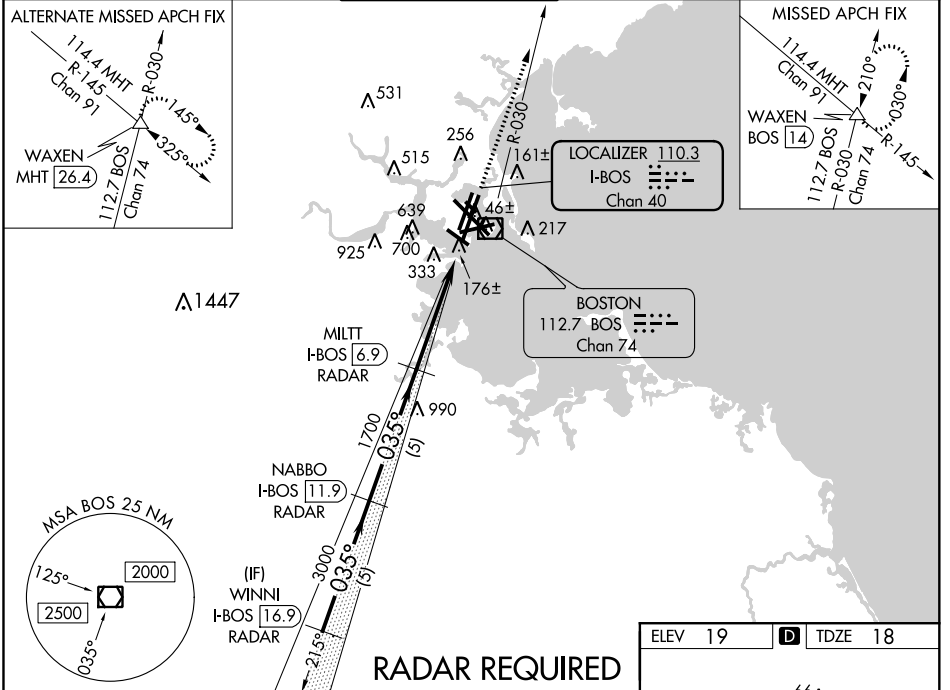 ALTERNATE MISSED APCH FIX
114.4 MHT
R-145
Chan 91
R-030
145°
325°
WAXEN
MHT 26.4
112.7 BOS
Chan 74
MISSED APCH FIX
114.4 MHT
Chan 91
210°
030°
WAXEN
BOS 14
R-145
112.7 BOS
R-030
Chan 74
R-030
531
256
515
161±
LOCALIZER 110.3
I-BOS
Chan 40
639
46±
217
925
700
333
176±
1447
BOSTON
112.7 BOS
Chan 74
MILTT
I-BOS 6.9
RADAR
990
1700
035°
(5)
NABBO
I-BOS 11.9
RADAR
3000
035°
(5)
(IF)
WINNI
I-BOS 16.9
RADAR
215°
MSA BOS 25 NM
125°
2000
2500
035°
RADAR REQUIRED
ELEV 19 D TDZE 18